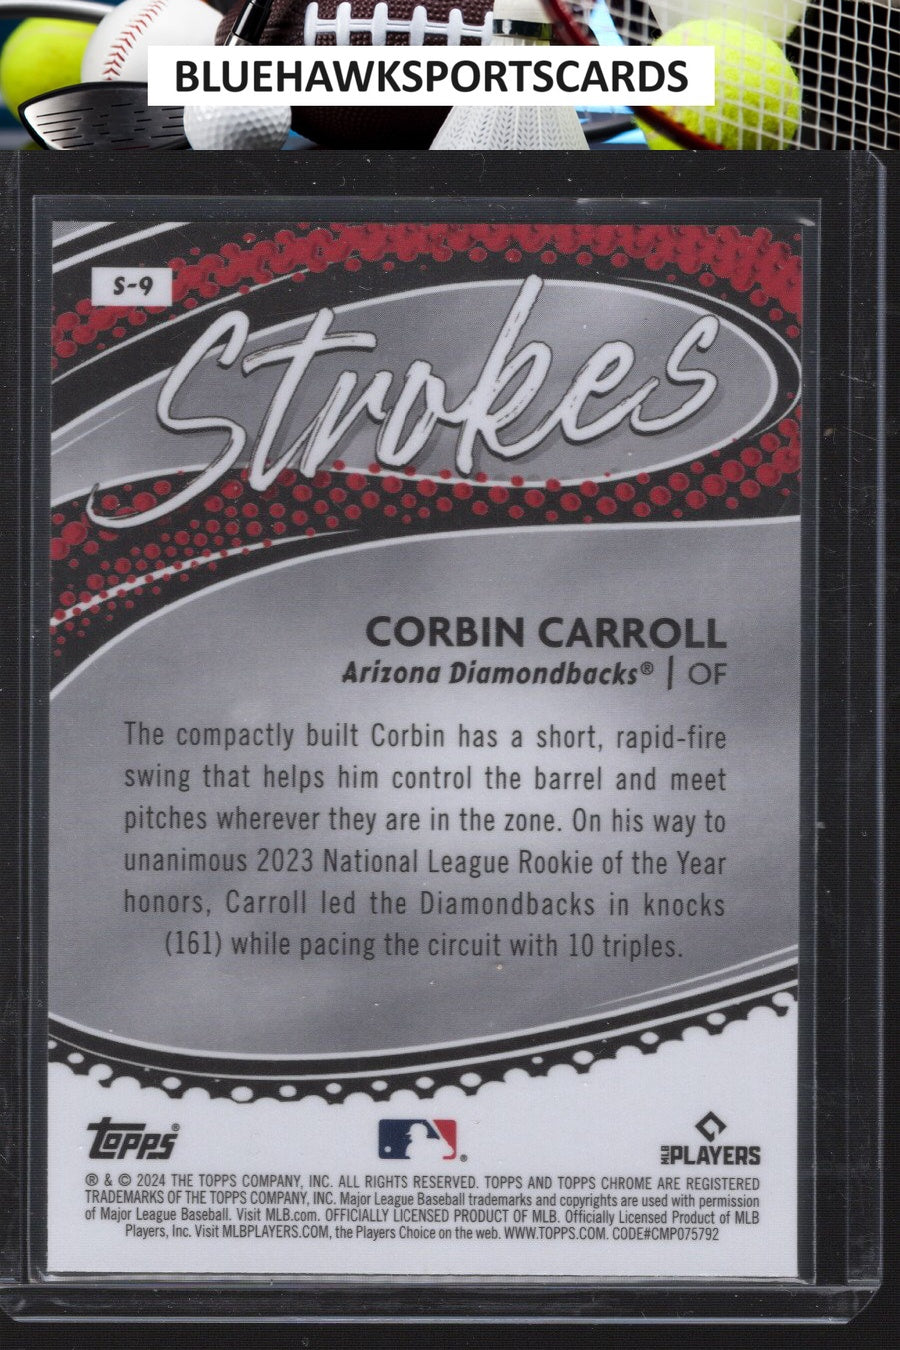 BLUEHAWKSPORTSCARDS
S-9
Strokes
CORBIN CARROLL
Arizona Diamondbacks® | OF
The compactly built Corbin has a short, rapid-fire
swing that helps him control the barrel and meet
pitches wherever they are in the zone. On his way to
unanimous 2023 National League Rookie of the Year
honors, Carroll led the Diamondbacks in knocks
(161) while pacing the circuit with 10 triples.
TOPPS®
®
MLB PLAYERS
® & © 2024 THE TOPPS COMPANY, INC. ALL RIGHTS RESERVED. TOPPS AND TOPPS CHROME ARE REGISTERED
TRADEMARKS OF THE TOPPS COMPANY, INC. Major League Baseball trademarks and copyrights are used with permission
of Major League Baseball. Visit MLB.com. OFFICIALLY LICENSED PRODUCT OF MLB. Officially Licensed Product of MLB
Players, Inc. Visit MLBPLAYERS.COM, the Players Choice on the web. WWW.TOPPS.COM. CODE#CMP075792